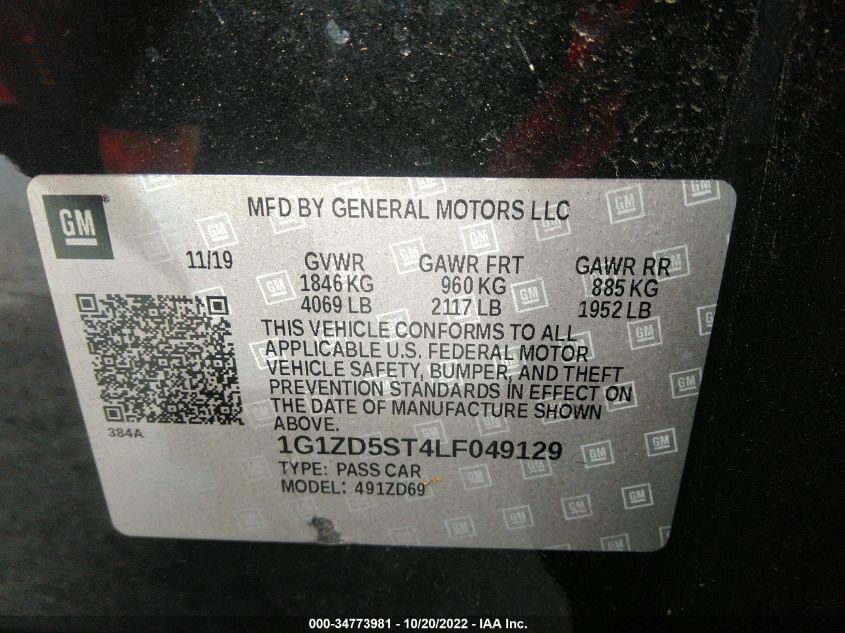 GM
MFD BY GENERAL MOTORS LLC
11/19 GVWR GAWR FRT GAWR RR
1846 KG 960 KG 885 KG
4069 LB 2117 LB 1952 LB
THIS VEHICLE CONFORMS TO ALL
APPLICABLE U.S. FEDERAL MOTOR
VEHICLE SAFETY, BUMPER, AND THEFT
PREVENTION STANDARDS IN EFFECT ON
THE DATE OF MANUFACTURE SHOWN
ABOVE.
384A
1G1ZD5ST4LF049129
TYPE: PASS CAR
MODEL: 491ZD69
000-34773981 - 10/20/2022 - IAA Inc.